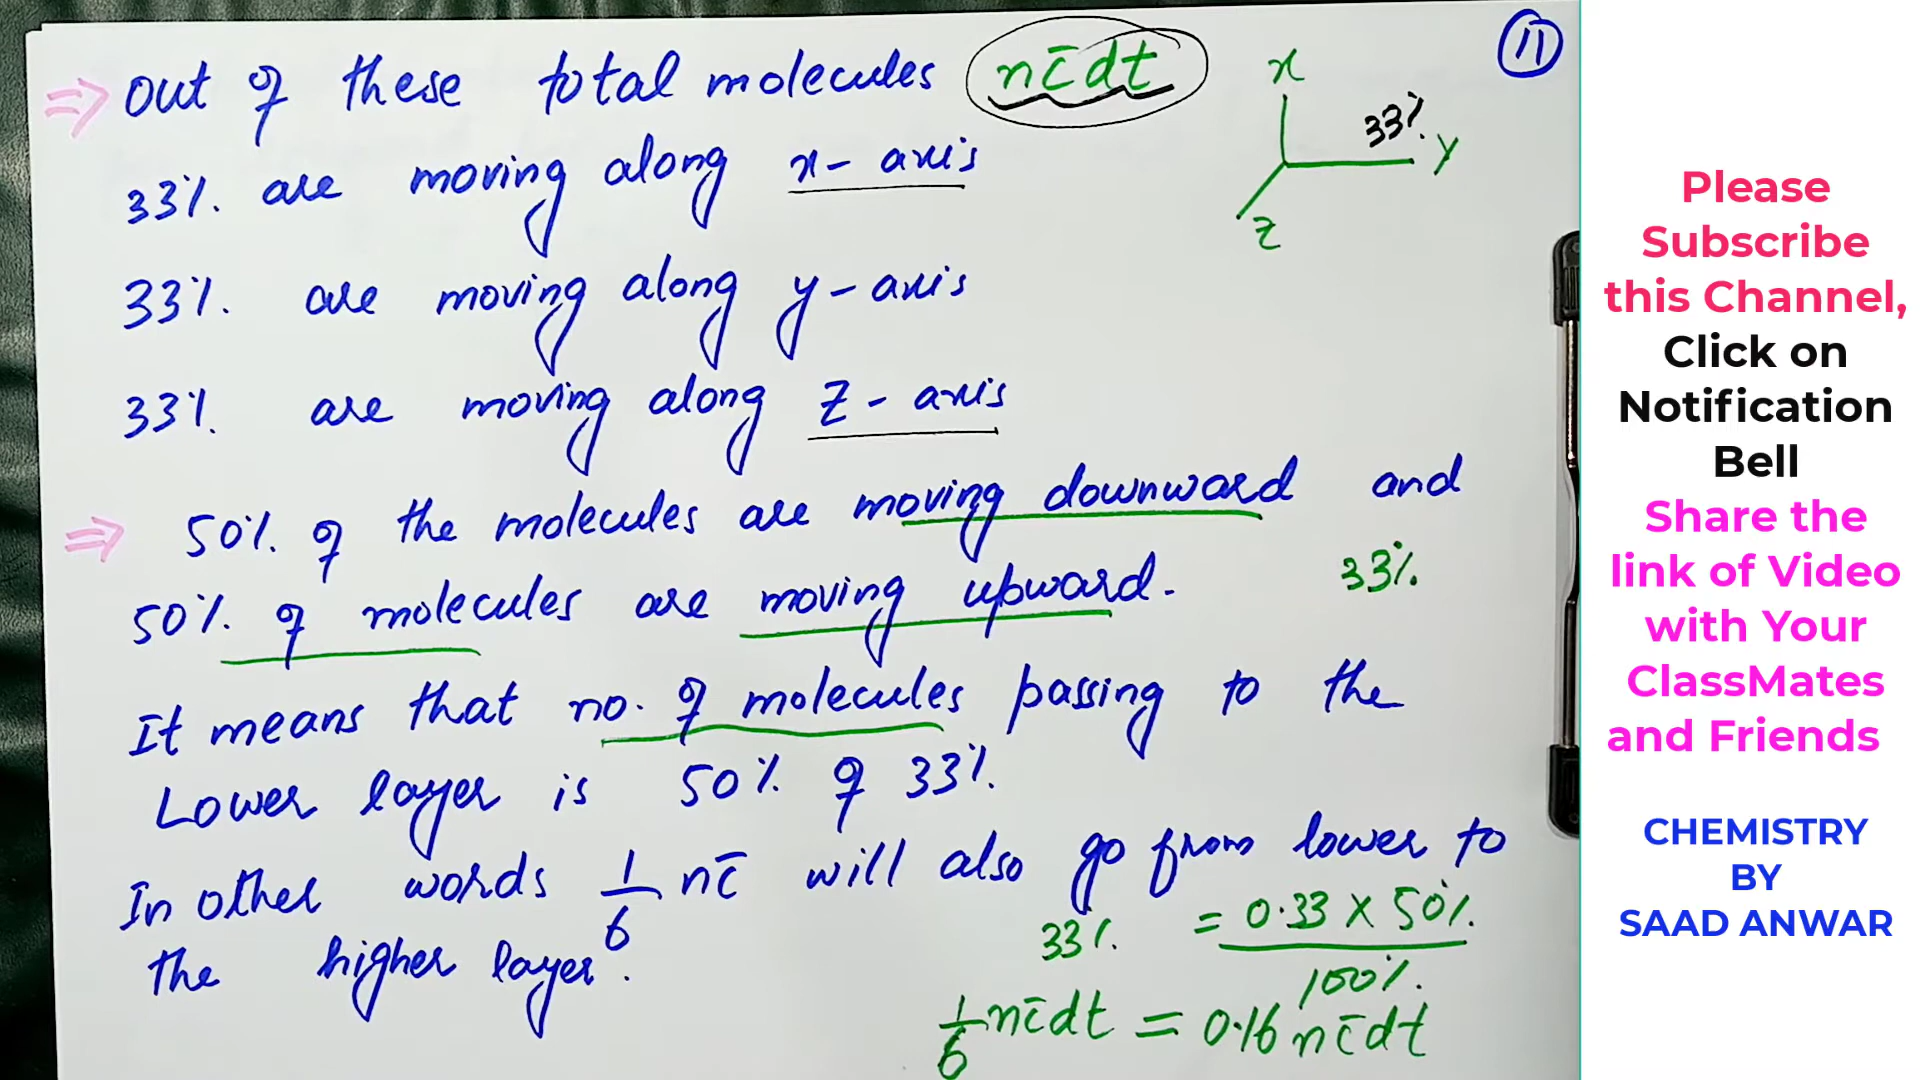 ⇒ out of these total molecules nc̄dt
11
x
33%
y
z
33% are moving along x-axis
33% are moving along y-axis
33% are moving along z-axis
⇒ 50% of the molecules are moving downward and
50% of molecules are moving upward.
33%
It means that no. of molecules passing to the
Lower layer is 50% of 33%.
In other words 1/6 nc̄ will also go from lower to
the higher layer.
33% = 0.33 X 50% / 100%
1/6 nc̄dt = 0.16 nc̄dt
Please
Subscribe
this Channel,
Click on
Notification
Bell
Share the
link of Video
with Your
ClassMates
and Friends
CHEMISTRY
BY
SAAD ANWAR